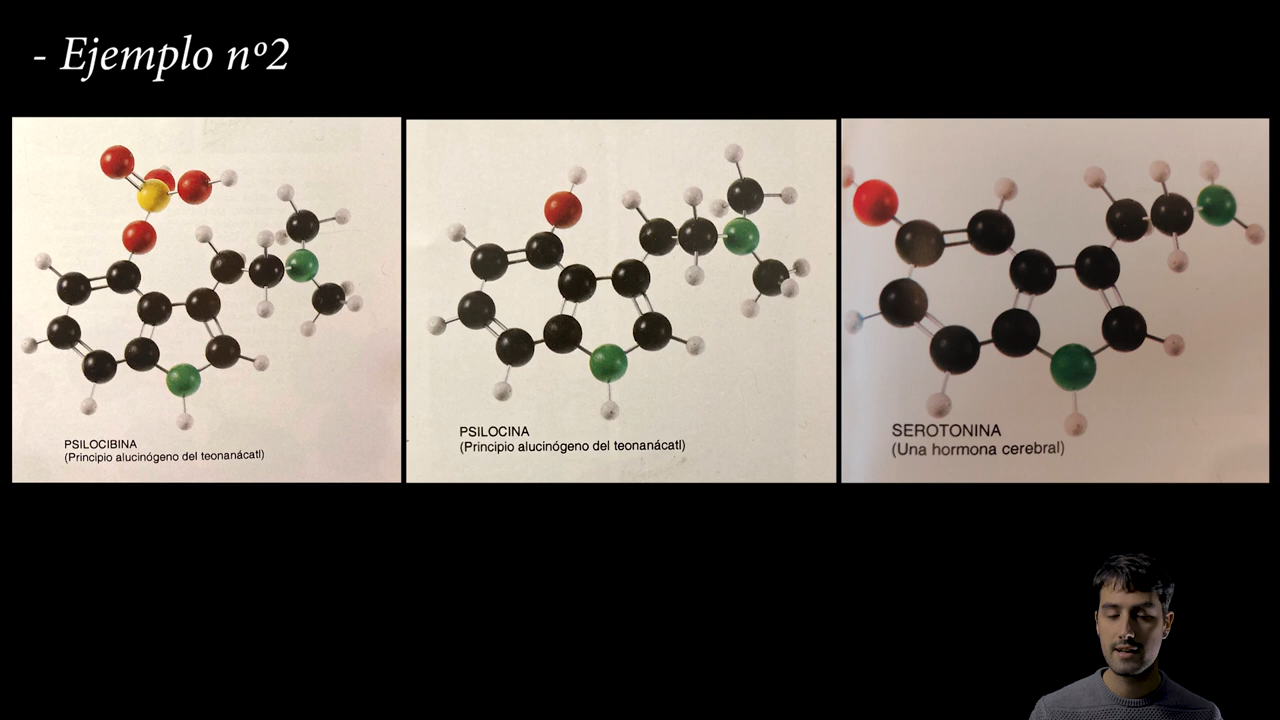 - Ejemplo nº2
PSILOCIBINA
(Principio alucinógeno del teonanácatl)
PSILOCINA
(Principio alucinógeno del teonanácatl)
SEROTONINA
(Una hormona cerebral)